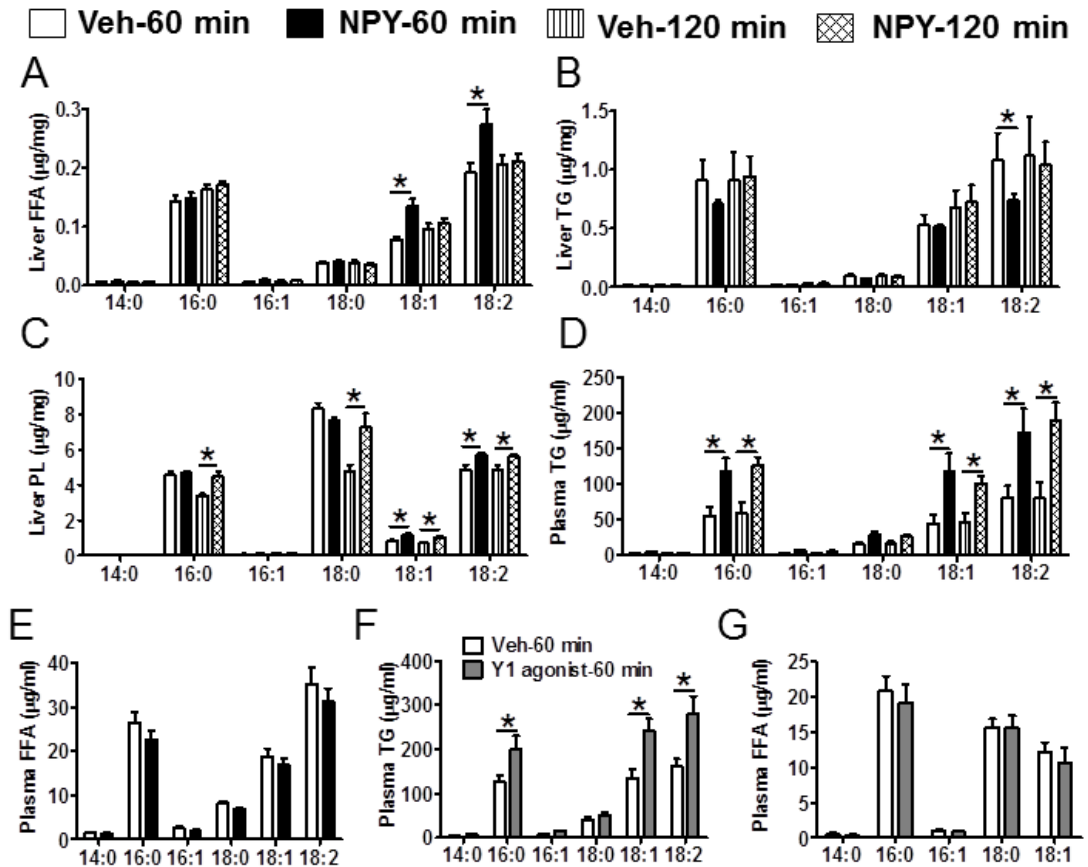 Veh-60 min NPY-60 min Veh-120 min NPY-120 min
A
Liver FFA (µg/mg)
0.3
0.2
0.1
0.0
*
*
14:0 16:0 16:1 18:0 18:1 18:2
B
Liver TG (µg/mg)
1.5
1.0
0.5
0.0
*
14:0 16:0 16:1 18:0 18:1 18:2
C
Liver PL (µg/mg)
10
8
6
4
2
0
*
*
*
*
*
*
14:0 16:0 16:1 18:0 18:1 18:2
D
Plasma TG (µg/ml)
250
200
150
100
50
0
*
*
*
*
*
*
14:0 16:0 16:1 18:0 18:1 18:2
E
Plasma FFA (µg/ml)
40
30
20
10
0
14:0 16:0 16:1 18:0 18:1 18:2
F
Veh-60 min
Y1 agonist-60 min
Plasma TG (µg/ml)
400
300
200
100
0
*
*
*
14:0 16:0 16:1 18:0 18:1 18:2
G
Plasma FFA (µg/ml)
25
20
15
10
5
0
14:0 16:0 16:1 18:0 18:1